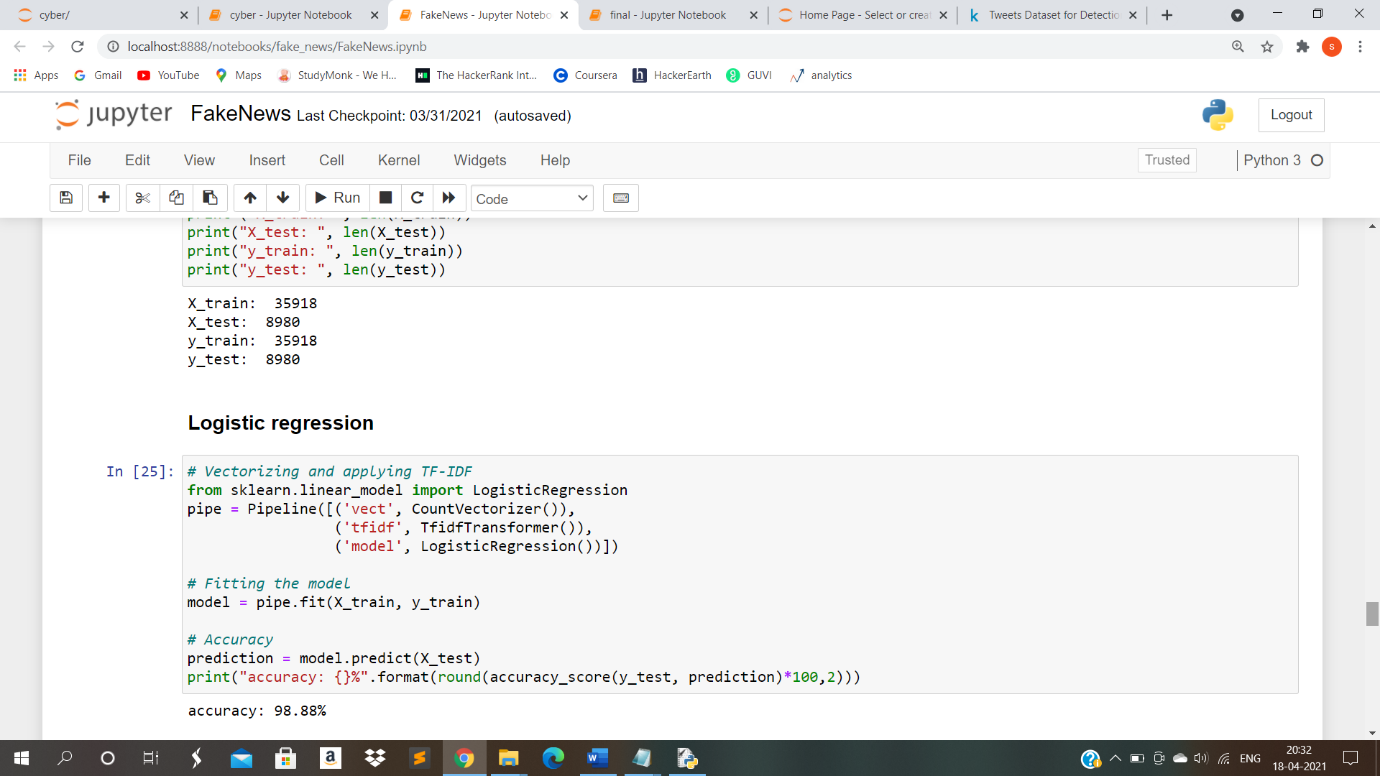 cyber/
cyber - Jupyter Notebook
FakeNews - Jupyter Notebo
final - Jupyter Notebook
Home Page - Select or creat
k Tweets Dataset for Detectio
localhost:8888/notebooks/fake_news/FakeNews.ipynb
S
Apps
Gmail
YouTube
Maps
StudyMonk - We H...
The HackerRank Int...
Coursera
HackerEarth
GUVI
analytics
jupyter FakeNews Last Checkpoint: 03/31/2021 (autosaved)
Logout
File Edit View Insert Cell Kernel Widgets Help
Trusted
Python 3
Run
Code
print("X_test: ", len(X_test))
print("y_train: ", len(y_train))
print("y_test: ", len(y_test))
X_train:  35918
X_test:  8980
y_train:  35918
y_test:  8980
Logistic regression
In [25]:
# Vectorizing and applying TF-IDF
from sklearn.linear_model import LogisticRegression
pipe = Pipeline([('vect', CountVectorizer()),
('tfidf', TfidfTransformer()),
('model', LogisticRegression())])
# Fitting the model
model = pipe.fit(X_train, y_train)
# Accuracy
prediction = model.predict(X_test)
print("accuracy: {}%".format(round(accuracy_score(y_test, prediction)*100,2)))
accuracy: 98.88%
ENG
20:32
18-04-2021